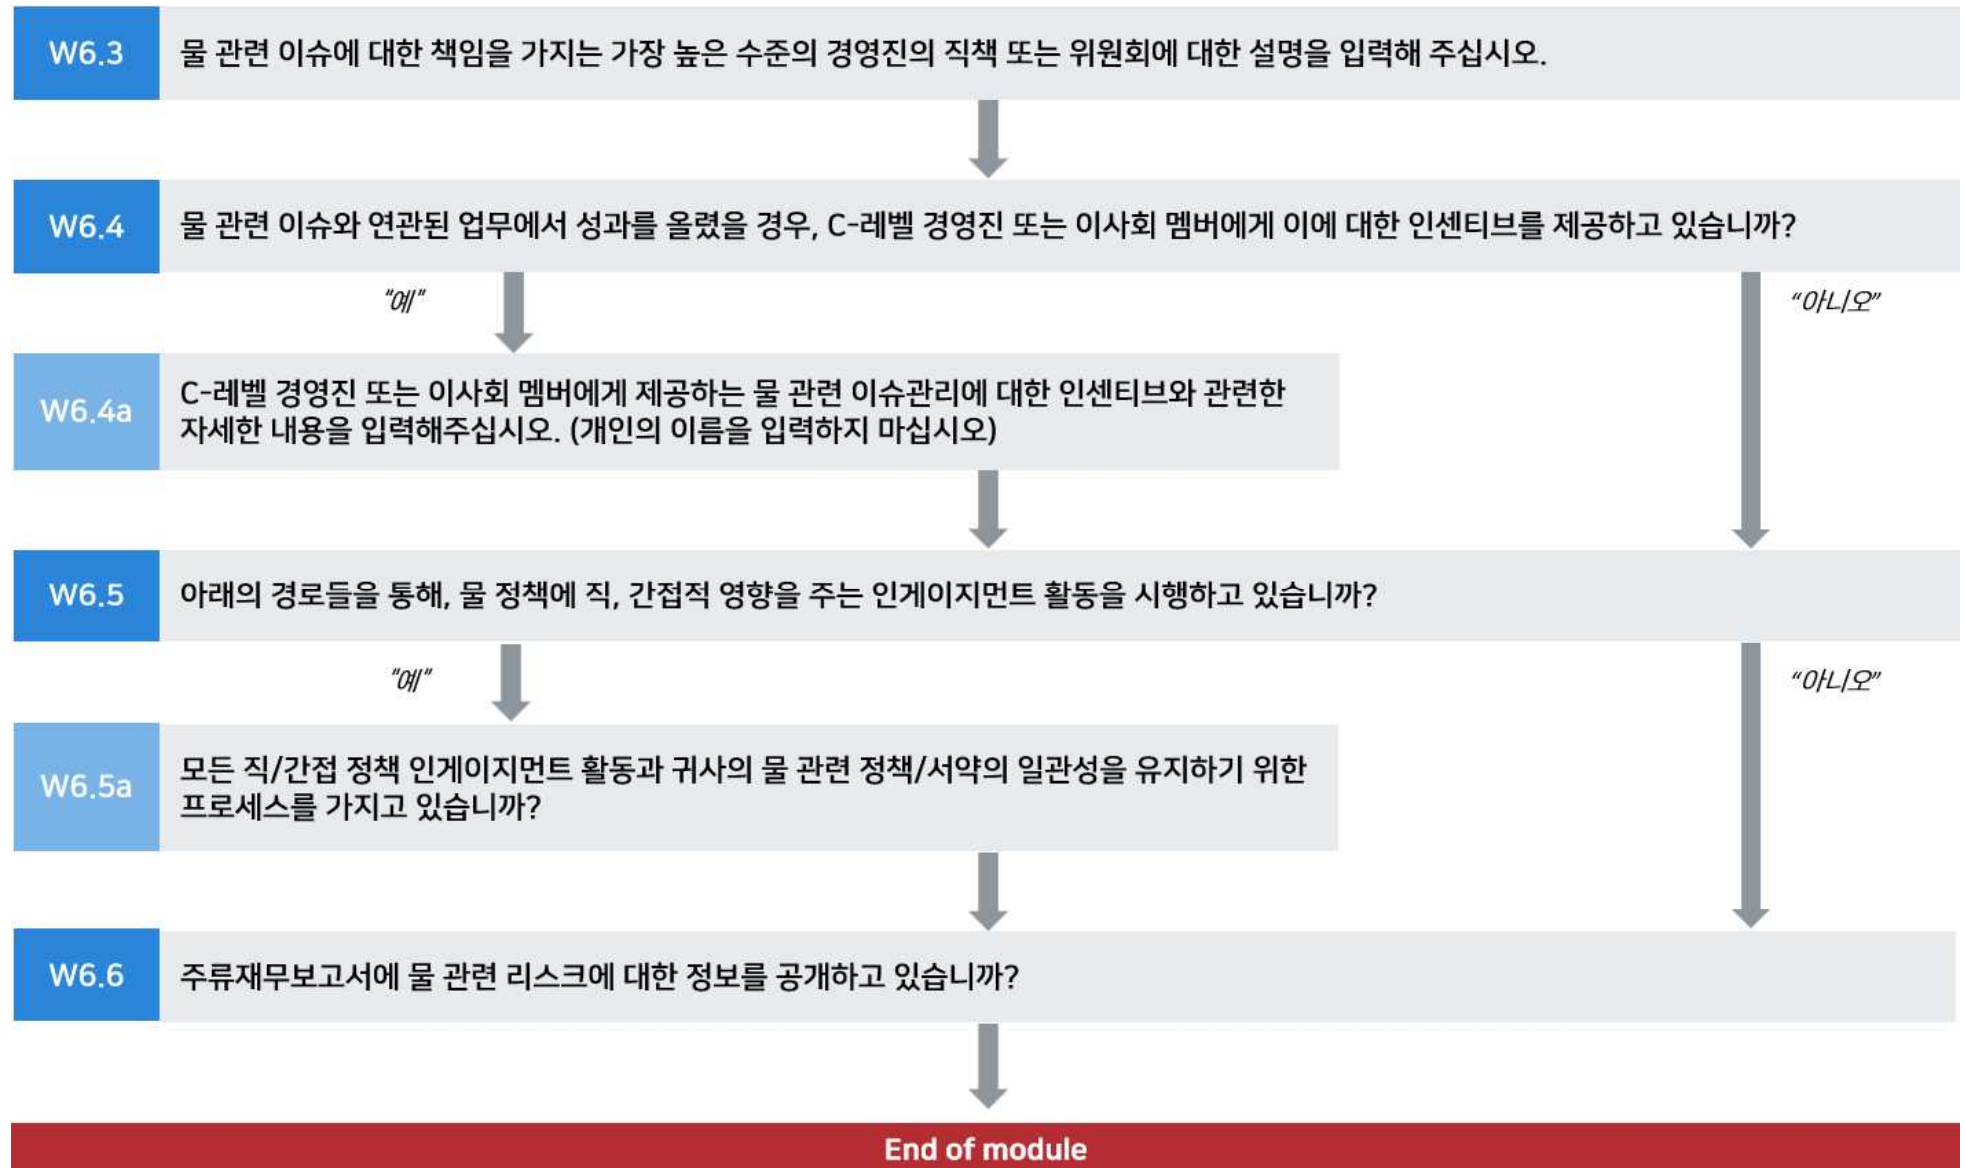 W6.3
물 관련 이슈에 대한 책임을 가지는 가장 높은 수준의 경영진의 직책 또는 위원회에 대한 설명을 입력해 주십시오.
W6.4
물 관련 이슈와 연관된 업무에서 성과를 올렸을 경우, C-레벨 경영진 또는 이사회 멤버에게 이에 대한 인센티브를 제공하고 있습니까?
"예"
"아니오"
W6.4a
C-레벨 경영진 또는 이사회 멤버에게 제공하는 물 관련 이슈관리에 대한 인센티브와 관련한
자세한 내용을 입력해주십시오. (개인의 이름을 입력하지 마십시오)
W6.5
아래의 경로들을 통해, 물 정책에 직, 간접적 영향을 주는 인게이지먼트 활동을 시행하고 있습니까?
"예"
"아니오"
W6.5a
모든 직/간접 정책 인게이지먼트 활동과 귀사의 물 관련 정책/서약의 일관성을 유지하기 위한
프로세스를 가지고 있습니까?
W6.6
주류재무보고서에 물 관련 리스크에 대한 정보를 공개하고 있습니까?
End of module